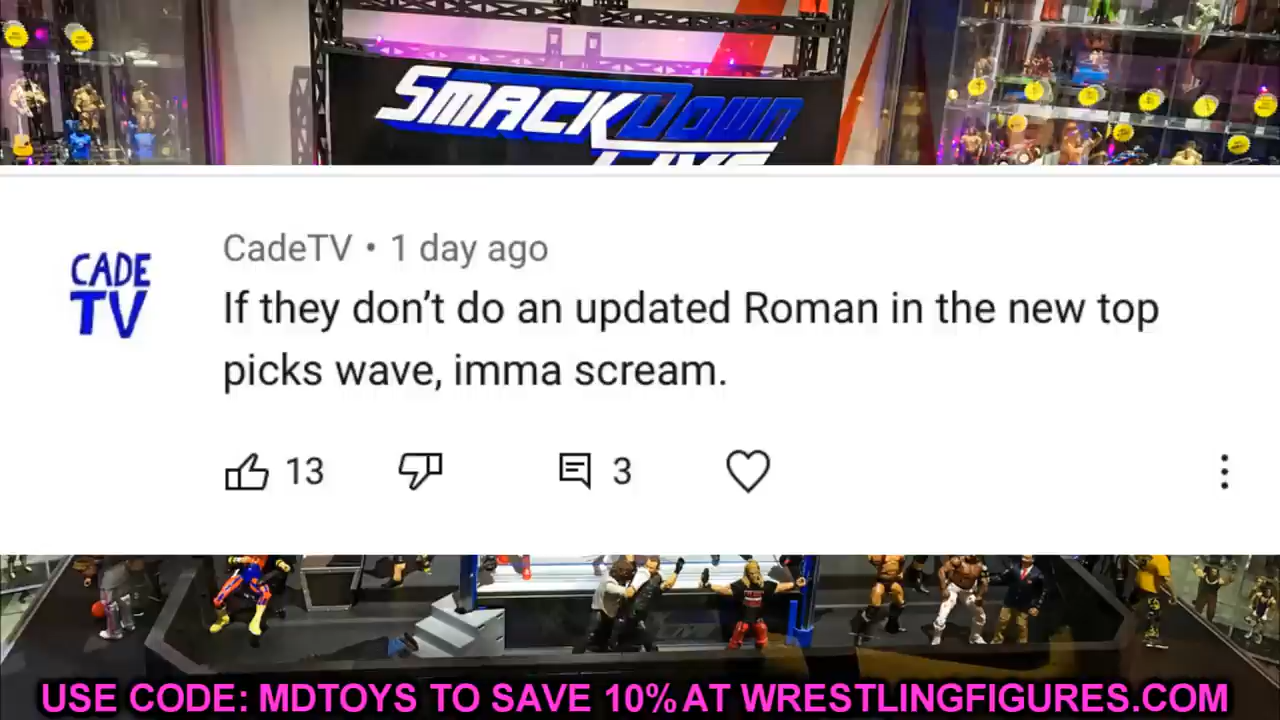 SMACKDOWN
LIVE
CADE
TV
CadeTV • 1 day ago
If they don’t do an updated Roman in the new top
picks wave, imma scream.
13
3
USE CODE: MDTOYS TO SAVE 10% AT WRESTLINGFIGURES.COM